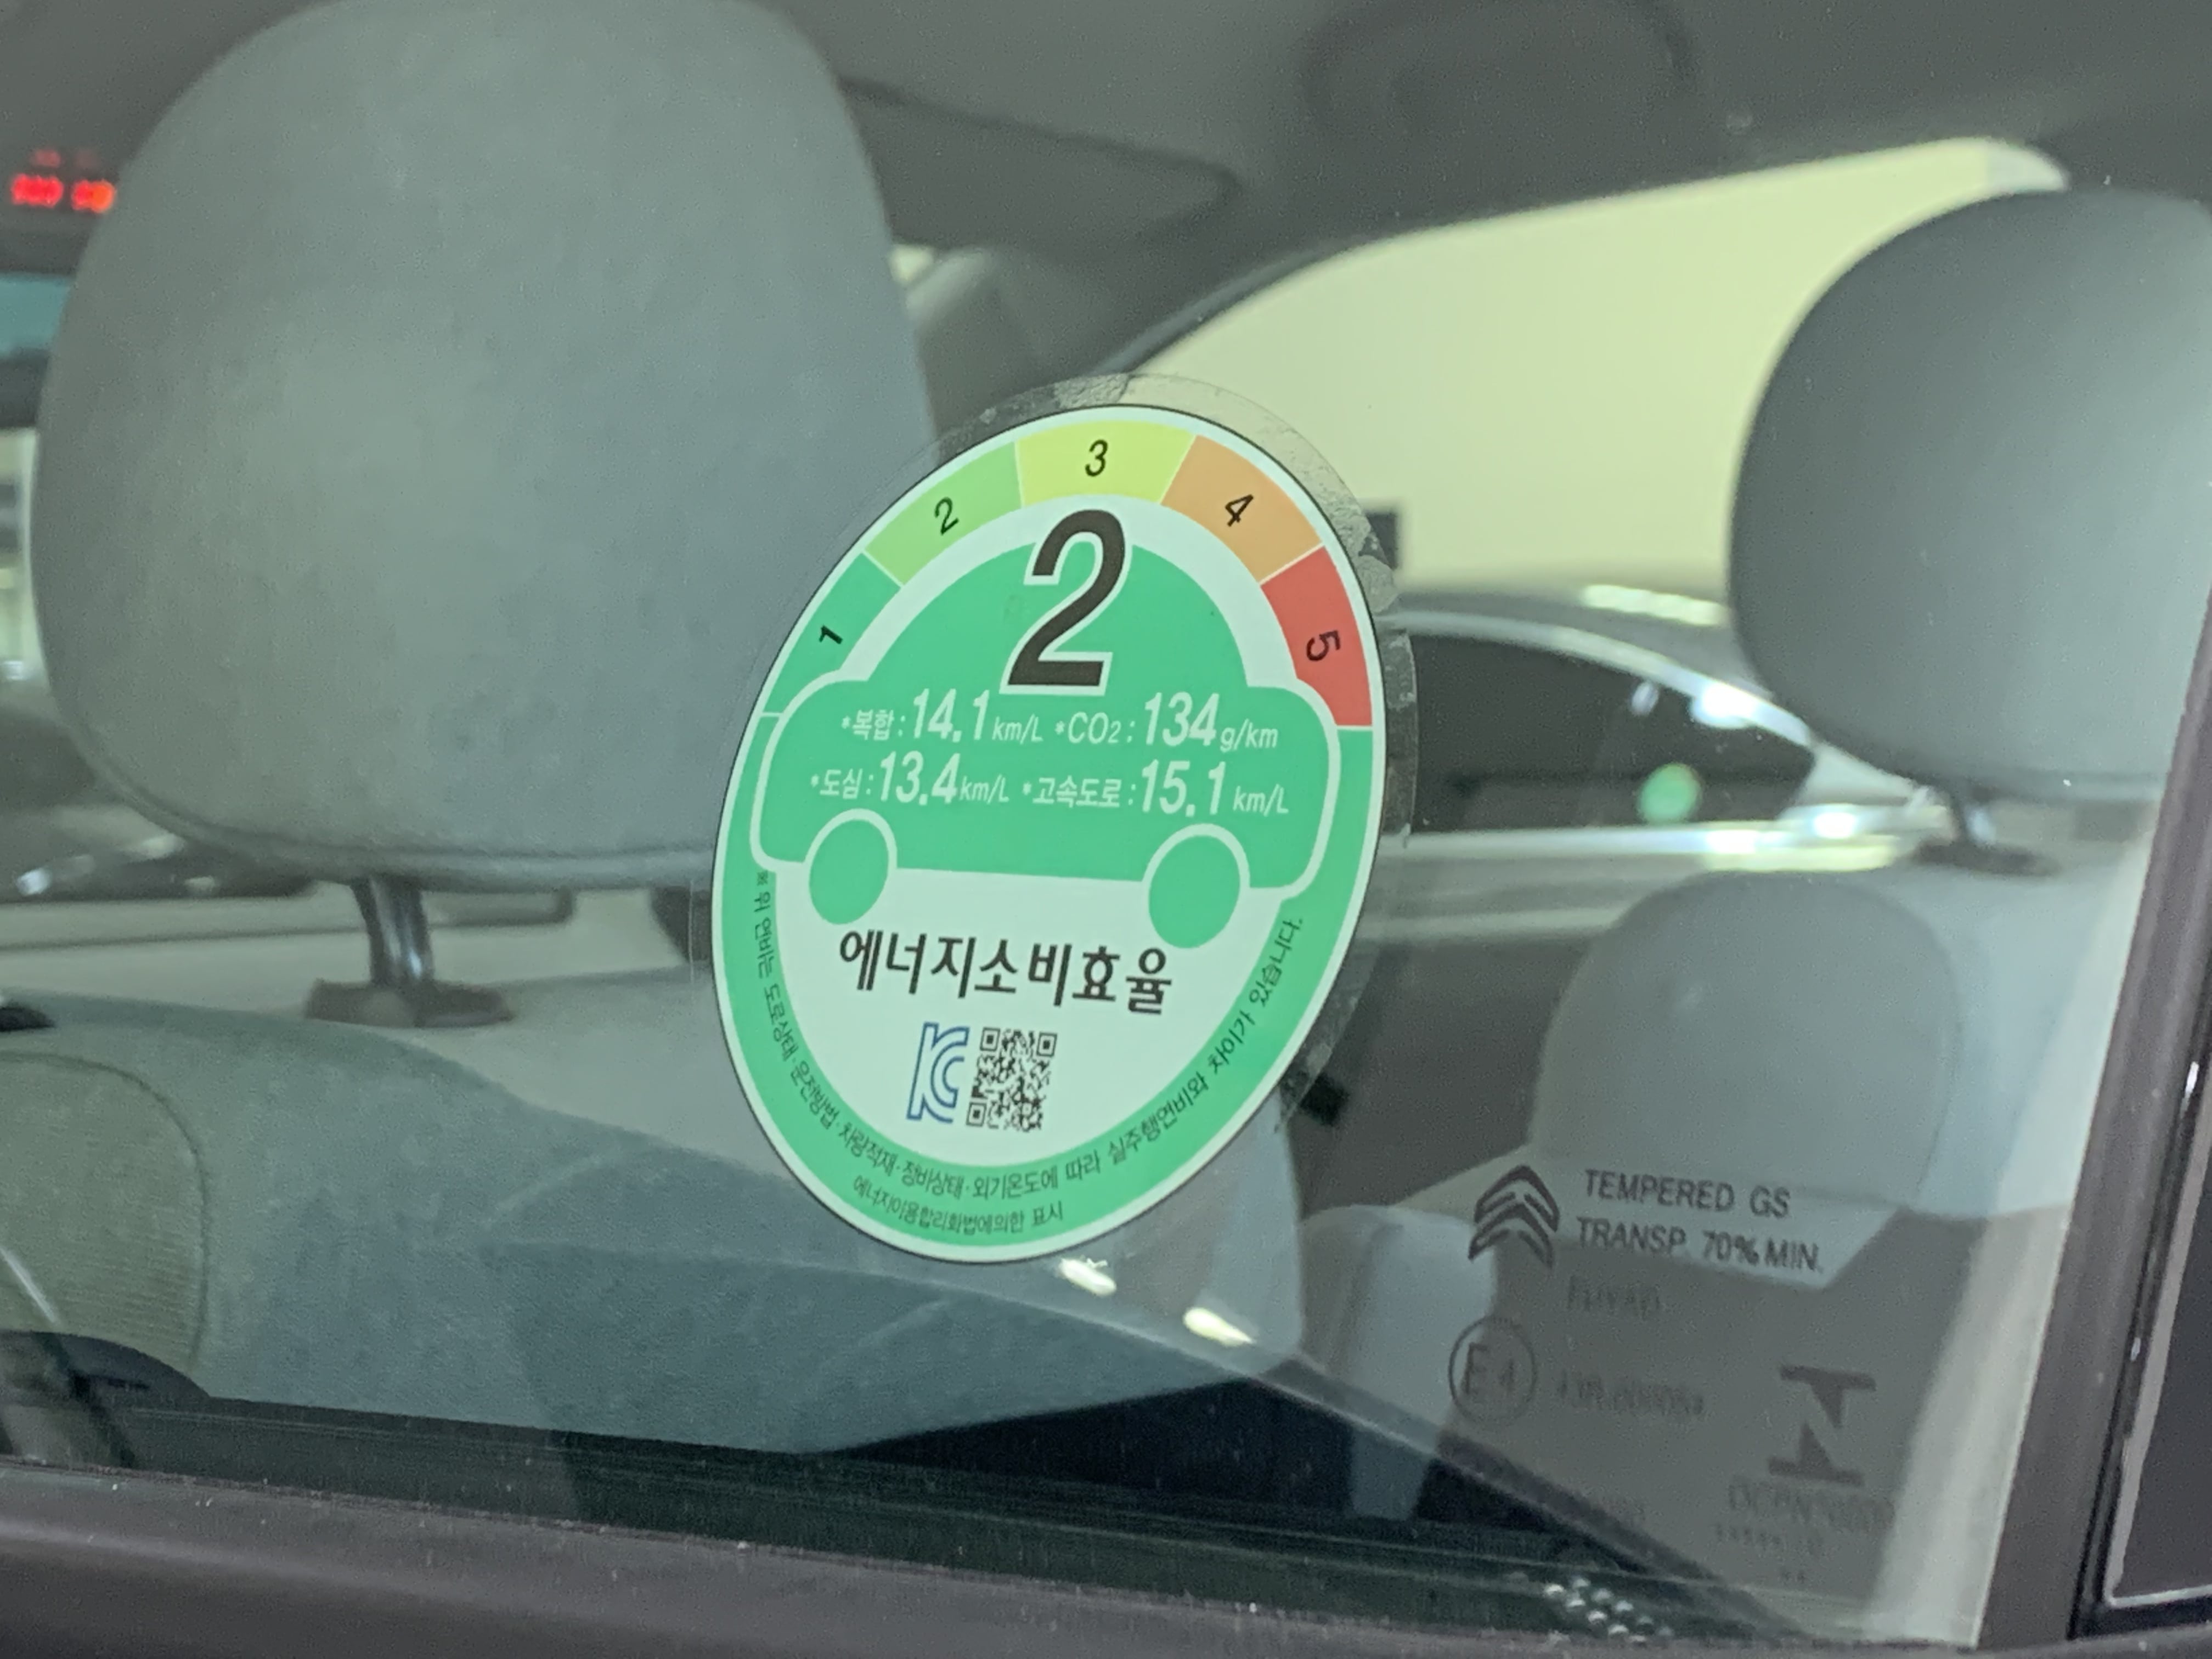 1 2 3 4 5
2
*복합:14.1km/L *CO2:134g/km
*도심:13.4km/L *고속도로:15.1km/L
에너지소비효율
KC
※ 위 연비는 도로상태·운전방법·차량적재·정비상태·외기온도에 따라 실주행연비와 차이가 있습니다.
에너지이용합리화법에의한 표시
TEMPERED GS
TRANSP. 70% MIN.
E4